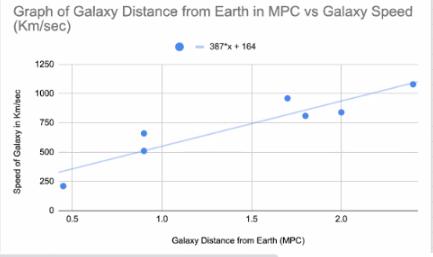 Graph of Galaxy Distance from Earth in MPC vs Galaxy Speed
(Km/sec)
387*x + 164
Speed of Galaxy in Km/sec
1250
1000
750
500
250
0
0.5 1.0 1.5 2.0
Galaxy Distance from Earth (MPC)